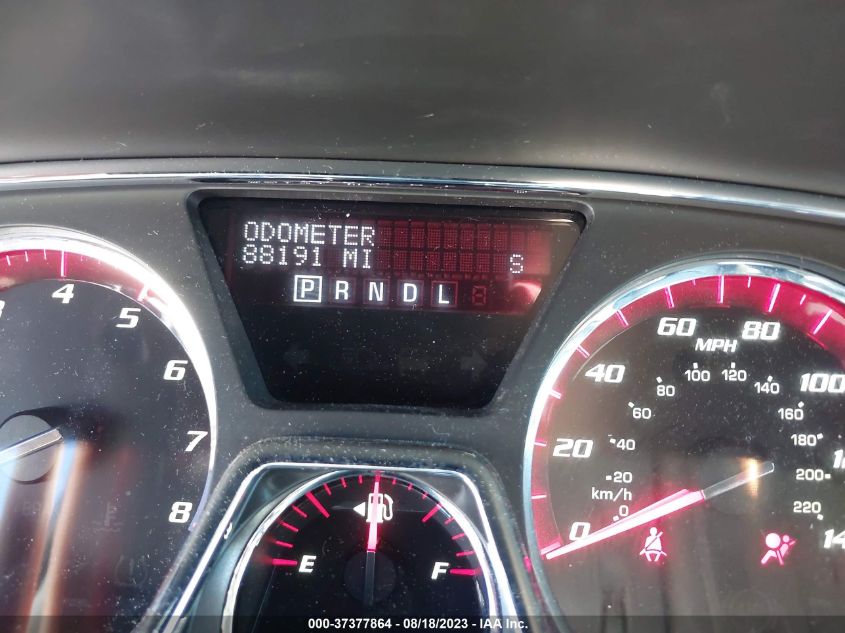 ODOMETER
88191 MI
S
P R N D L
3 4 5 6 7 8
E F
0 20 40 60 80 100
MPH
0 20 40 60 80 100 120 140 160 180 200 220
km/h
000-37377864 - 08/18/2023 - IAA Inc.